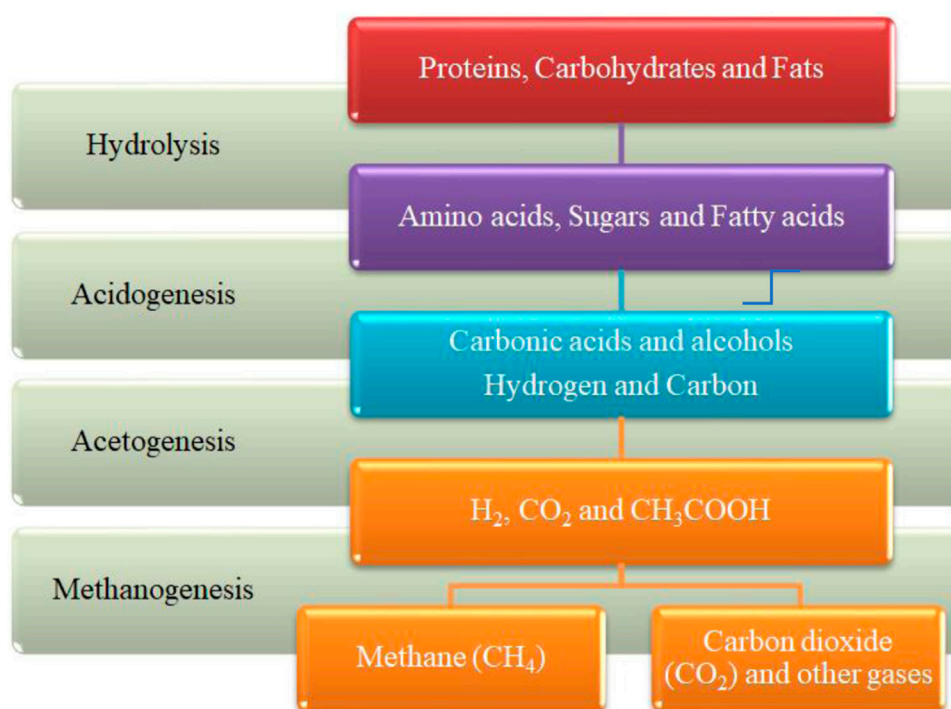 Proteins, Carbohydrates and Fats
Hydrolysis
Amino acids, Sugars and Fatty acids
Acidogenesis
Carbonic acids and alcohols
Hydrogen and Carbon
Acetogenesis
H₂, CO₂ and CH₃COOH
Methanogenesis
Methane (CH₄)
Carbon dioxide
(CO₂) and other gases